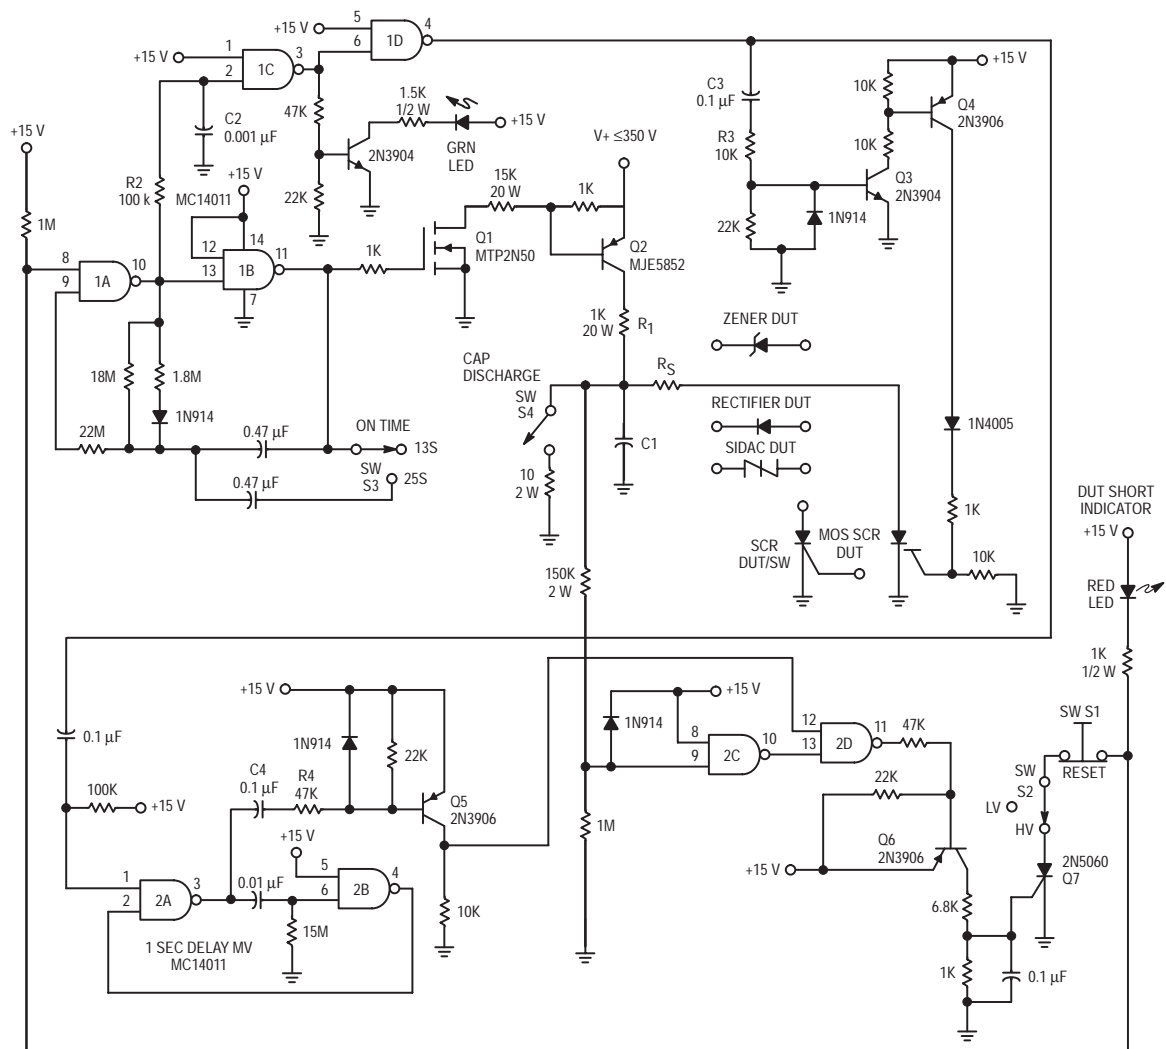 +15 V
5
4
+15 V
1
3
6
1D
1C
2
+15 V
C3
0.1 µF
10K
Q4
2N3906
1.5K
1/2 W
47K
+15 V
C2
0.001 µF
GRN
LED
2N3904
V+ ≤350 V
R3
10K
10K
+15 V
R2
100 k
MC14011
+15 V
22K
15K
20 W
1K
Q3
2N3904
1M
22K
1N914
12
14
11
Q1
MTP2N50
Q2
MJE5852
8
10
1K
9
1A
13
1B
7
1K
20 W
R1
ZENER DUT
18M
1.8M
CAP
DISCHARGE
SW
S4
RS
RECTIFIER DUT
1N914
22M
0.47 µF
ON TIME
13S
C1
1N4005
SIDAC DUT
SW
S3
25S
0.47 µF
10
2 W
1K
DUT SHORT
INDICATOR
+15 V
SCR
DUT/SW
MOS SCR
DUT
10K
150K
2 W
RED
LED
1K
1/2 W
+15 V
+15 V
1N914
12
11
47K
SW S1
0.1 µF
1N914
22K
8
10
13
2D
2C
9
RESET
C4
0.1 µF
R4
47K
22K
SW
S2
100K
+15 V
Q5
2N3906
LV
HV
1M
+15 V
Q6
2N3906
2N5060
Q7
1
3
0.01 µF
5
4
+15 V
2
2A
6
2B
10K
6.8K
15M
1 SEC DELAY MV
MC14011
1K
0.1 µF